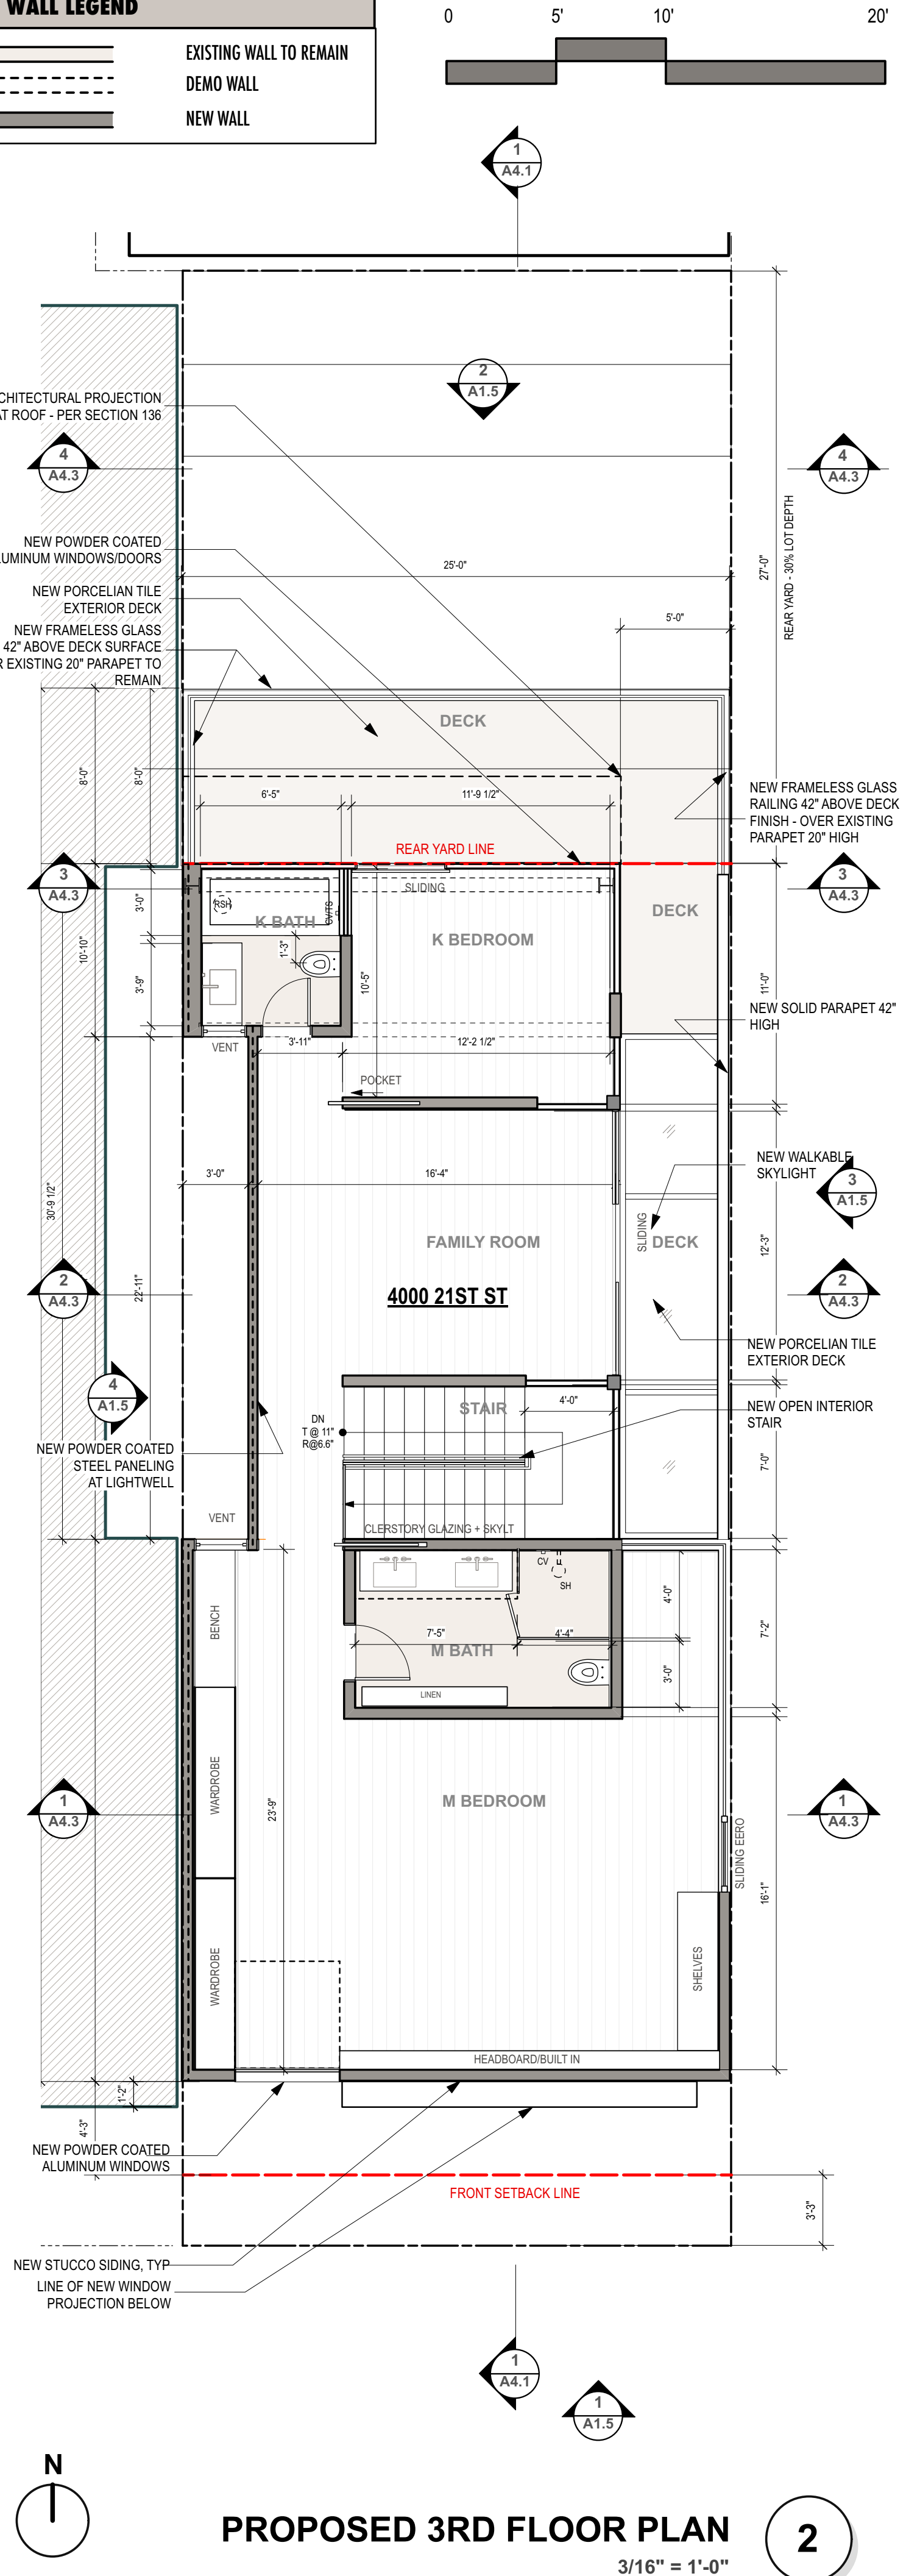 WALL LEGEND
EXISTING WALL TO REMAIN
DEMO WALL
NEW WALL
0 5' 10' 20'
1
A4.1
2
A1.5
CHITECTURAL PROJECTION
AT ROOF - PER SECTION 136
4
A4.3
4
A4.3
27'-0"
REAR YARD - 30% LOT DEPTH
NEW POWDER COATED
UMINUM WINDOWS/DOORS
25'-0"
NEW PORCELIAN TILE
EXTERIOR DECK
5'-0"
NEW FRAMELESS GLASS
42" ABOVE DECK SURFACE
R EXISTING 20" PARAPET TO
REMAIN
DECK
8'-0"
8'-0"
6'-5"
11'-9 1/2"
NEW FRAMELESS GLASS
RAILING 42" ABOVE DECK
FINISH - OVER EXISTING
PARAPET 20" HIGH
REAR YARD LINE
3
A4.3
3
A4.3
SLIDING
RSH
CV/TS
K BATH
K BEDROOM
DECK
3'-0"
10'-10"
3'-9"
1'-3"
10'-5"
11'-0"
NEW SOLID PARAPET 42"
HIGH
VENT
3'-11"
12'-2 1/2"
POCKET
NEW WALKABLE
SKYLIGHT
3
A1.5
3'-0"
16'-4"
30'-9 1/2"
FAMILY ROOM
SLIDING
DECK
12'-3"
2
A4.3
22'-11"
4000 21ST ST
2
A4.3
NEW PORCELIAN TILE
EXTERIOR DECK
4
A1.5
STAIR
4'-0"
NEW OPEN INTERIOR
STAIR
DN
T @ 11"
R@6.6"
NEW POWDER COATED
STEEL PANELING
AT LIGHTWELL
7'-0"
VENT
CLERSTORY GLAZING + SKYLT
CV
SH
BENCH
4'-0"
7'-2"
7'-5"
4'-4"
M BATH
3'-0"
LINEN
WARDROBE
M BEDROOM
1
A4.3
1
A4.3
23'-9"
SLIDING EERO
16'-1"
WARDROBE
SHELVES
HEADBOARD/BUILT IN
1'-2"
4'-3"
NEW POWDER COATED
ALUMINUM WINDOWS
FRONT SETBACK LINE
3'-3"
NEW STUCCO SIDING, TYP
LINE OF NEW WINDOW
PROJECTION BELOW
1
A4.1
1
A1.5
N
PROPOSED 3RD FLOOR PLAN
2
3/16" = 1'-0"